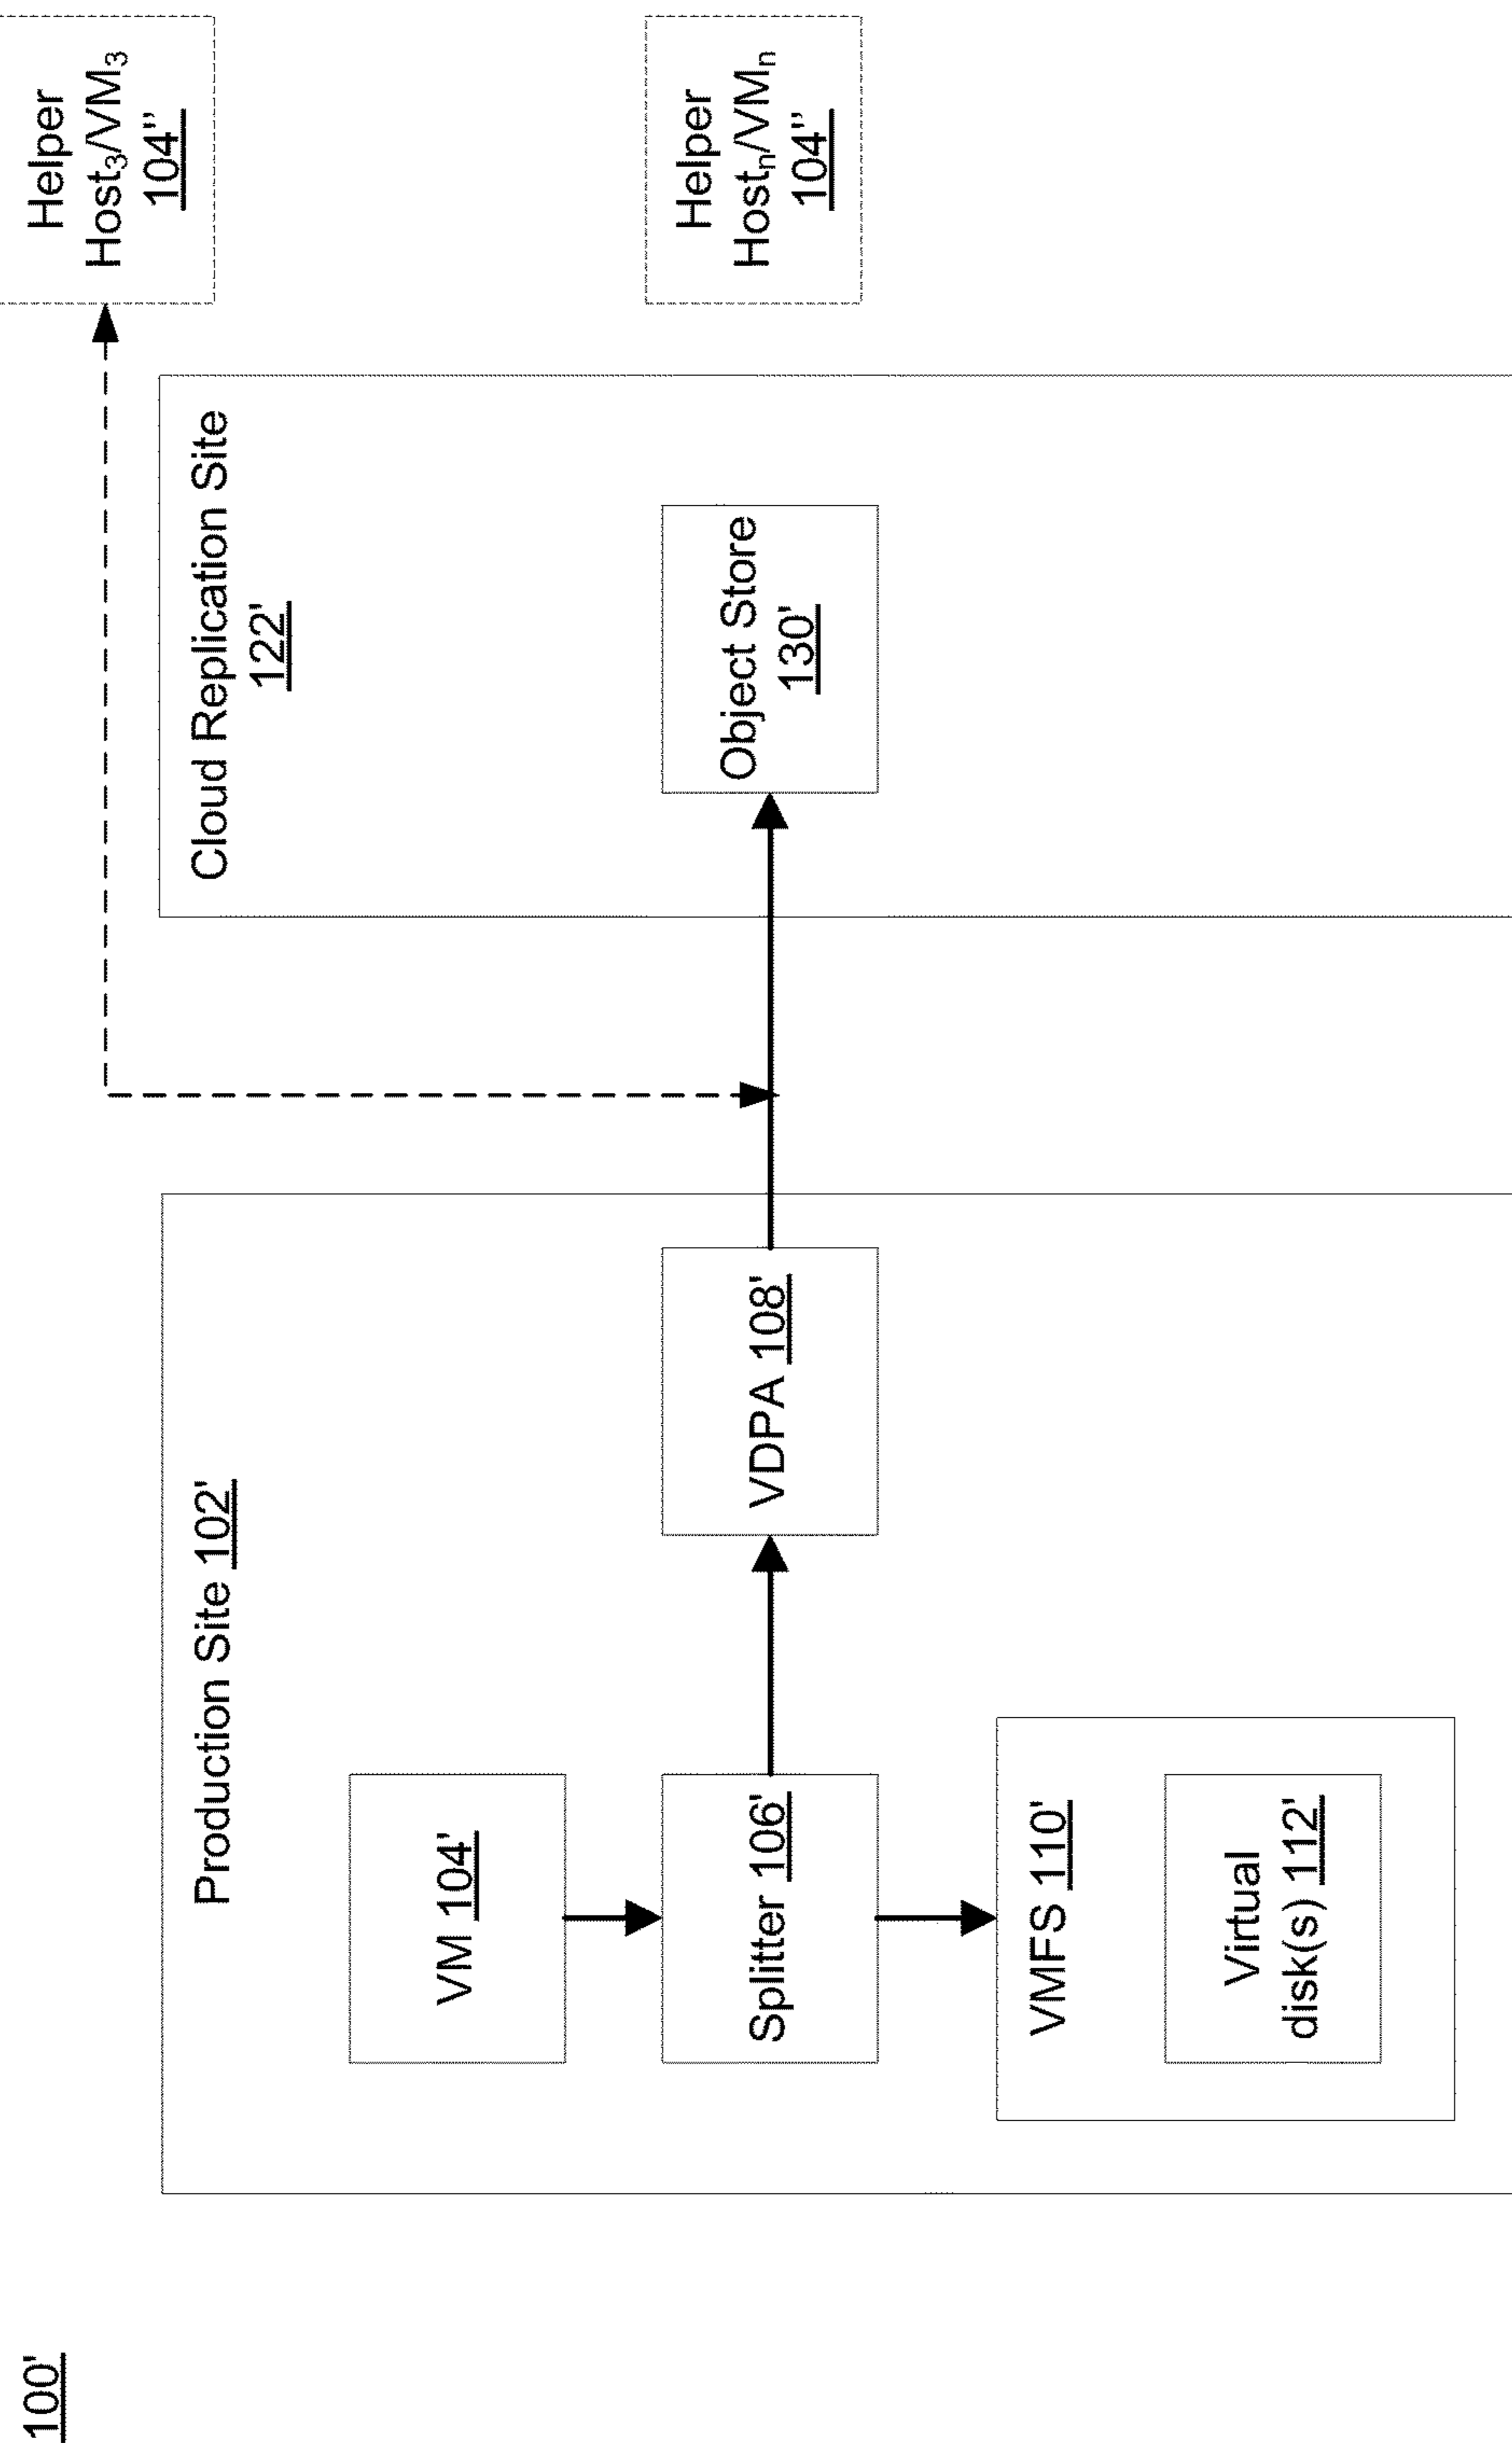 100'
Production Site 102'
VM 104'
Splitter 106'
VMFS 110'
Virtual
disk(s) 112'
VDPA 108'
Cloud Replication Site
122'
Object Store
130'
Helper
Host₃/VM₃
104''
Helper
Hostₙ/VMₙ
104''